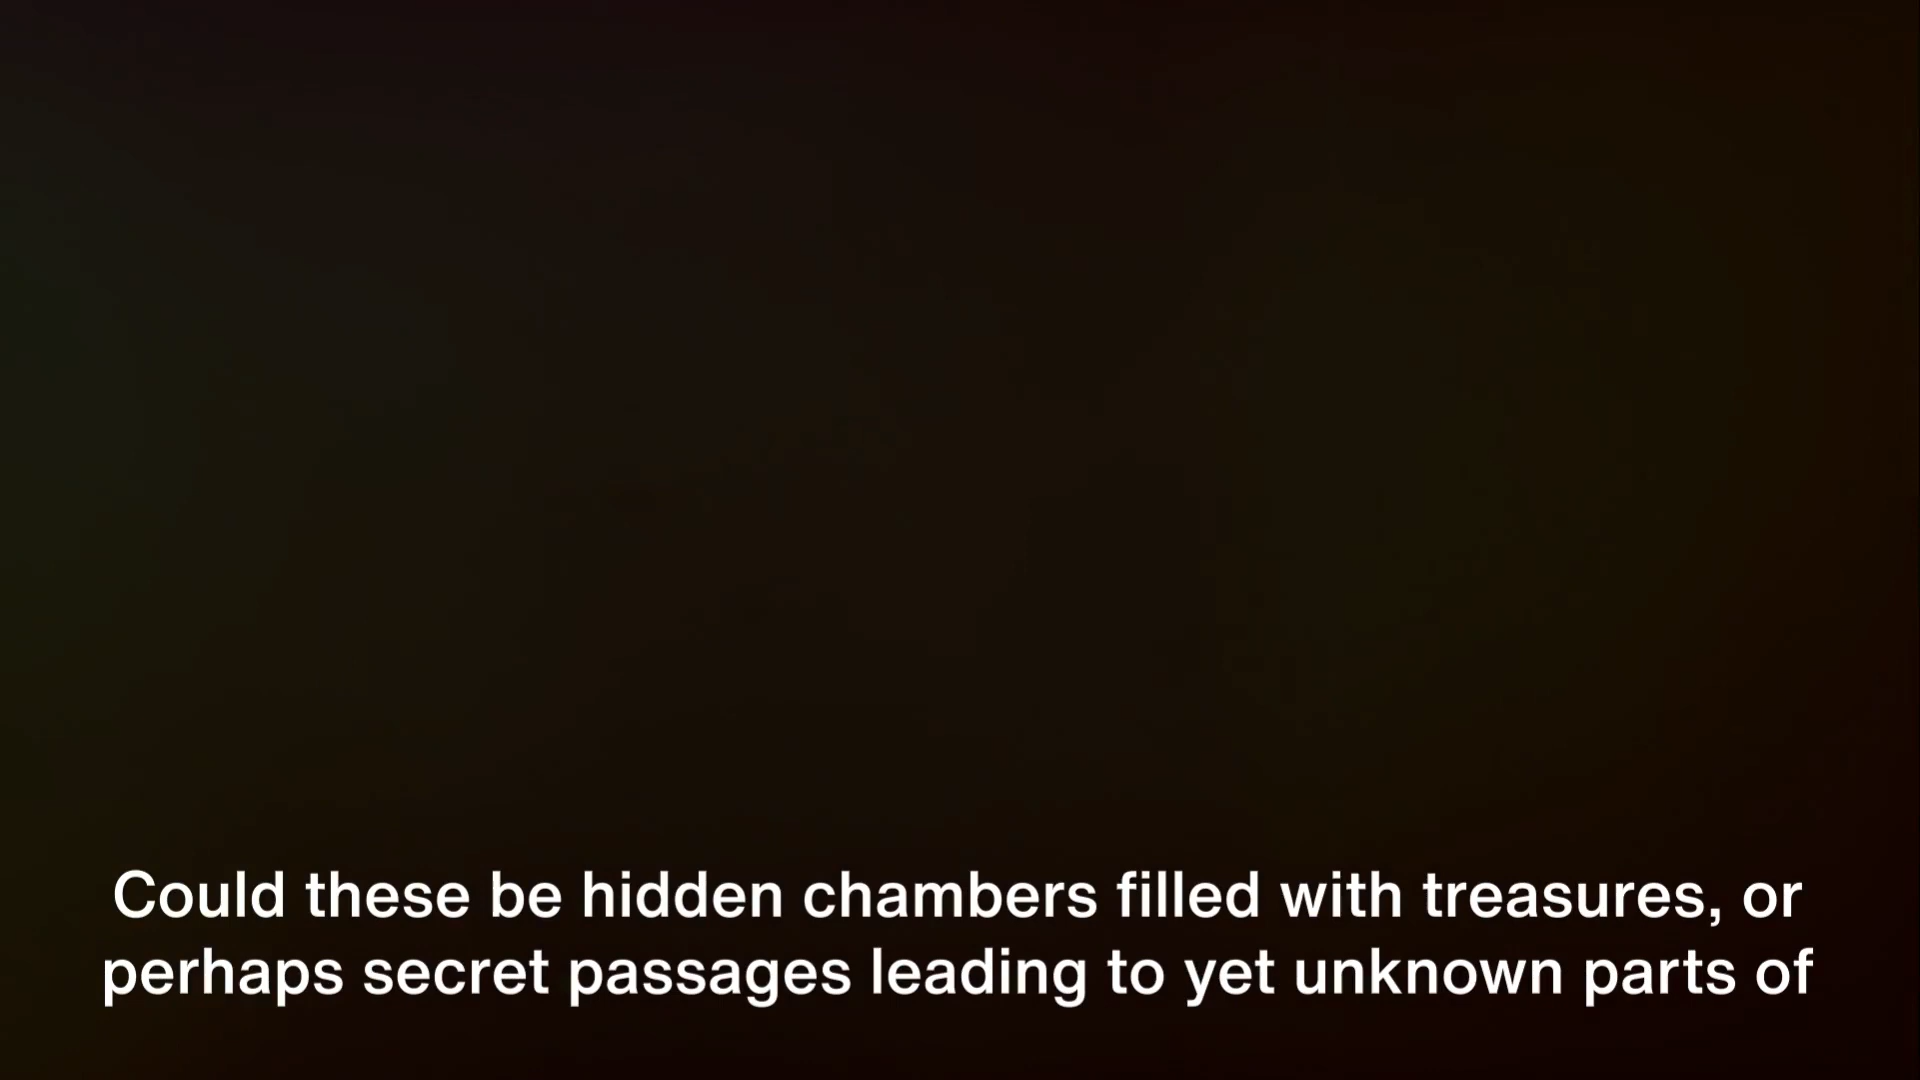 Could these be hidden chambers filled with treasures, or
perhaps secret passages leading to yet unknown parts of